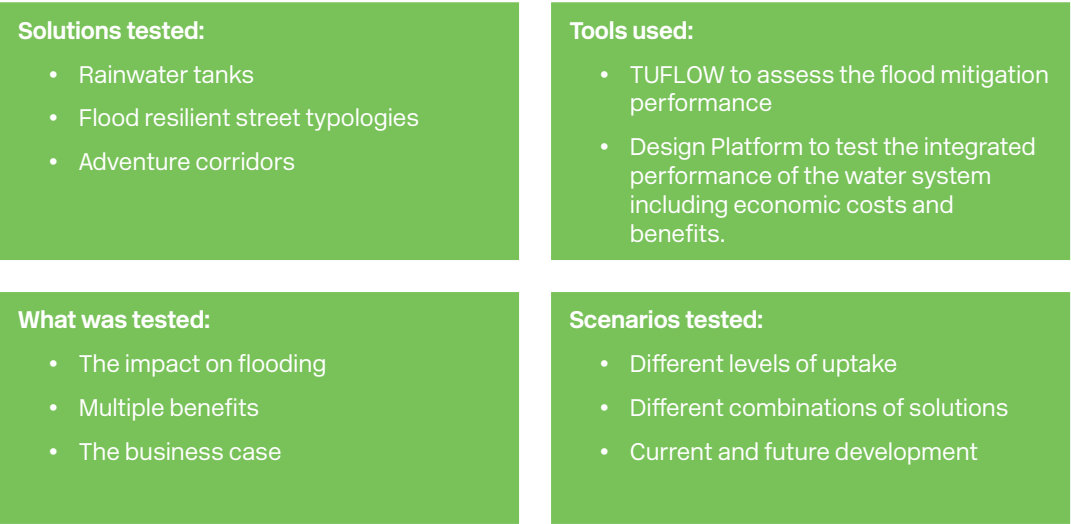 Solutions tested:
• Rainwater tanks
• Flood resilient street typologies
• Adventure corridors
Tools used:
• TUFLOW to assess the flood mitigation
performance
• Design Platform to test the integrated
performance of the water system
including economic costs and
benefits.
What was tested:
• The impact on flooding
• Multiple benefits
• The business case
Scenarios tested:
• Different levels of uptake
• Different combinations of solutions
• Current and future development